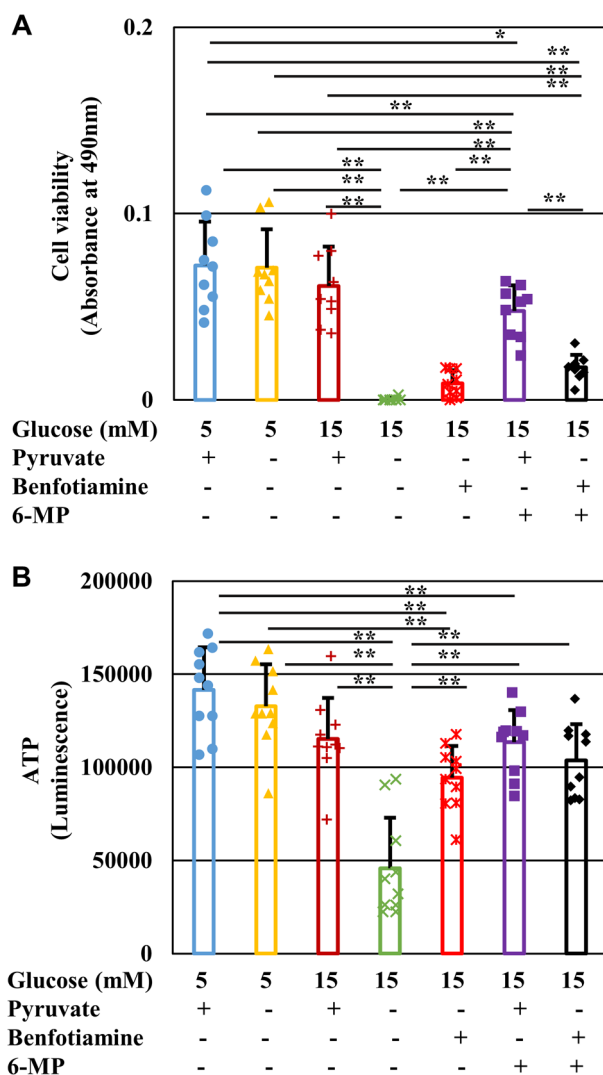 A
0.2
*
**
**
**
**
**
**
**
**
**
**
**
0.1
0
Cell viability
(Absorbance at 490nm)
Glucose (mM) 5 5 15 15 15 15 15
Pyruvate + - + - - + -
Benfotiamine - - - - + - +
6-MP - - - - - + +
B
200000
**
**
**
** **
** **
** **
150000
100000
50000
0
ATP
(Luminescence)
Glucose (mM) 5 5 15 15 15 15 15
Pyruvate + - + - - + -
Benfotiamine - - - - + - +
6-MP - - - - - + +